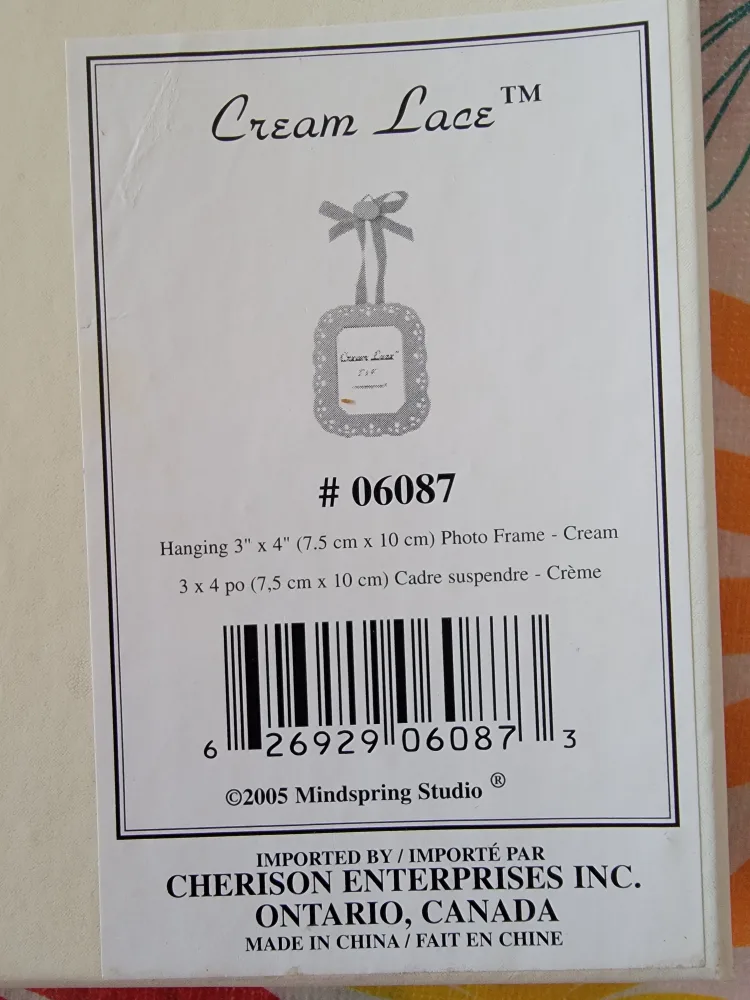 Cream Lace™
Cream Lace™
# 06087
Hanging 3" x 4" (7.5 cm x 10 cm) Photo Frame - Cream
3 x 4 po (7,5 cm x 10 cm) Cadre suspendre - Crème
6 26929 06087 3
©2005 Mindspring Studio ®
IMPORTED BY / IMPORTÉ PAR
CHERISON ENTERPRISES INC.
ONTARIO, CANADA
MADE IN CHINA / FAIT EN CHINE